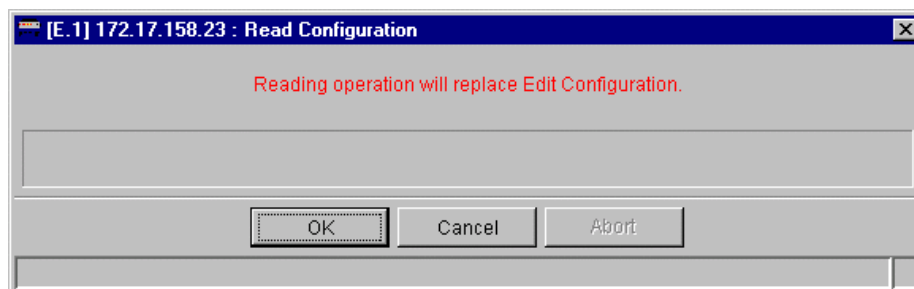 [E.1] 172.17.158.23 : Read Configuration
Reading operation will replace Edit Configuration.
OK Cancel Abort